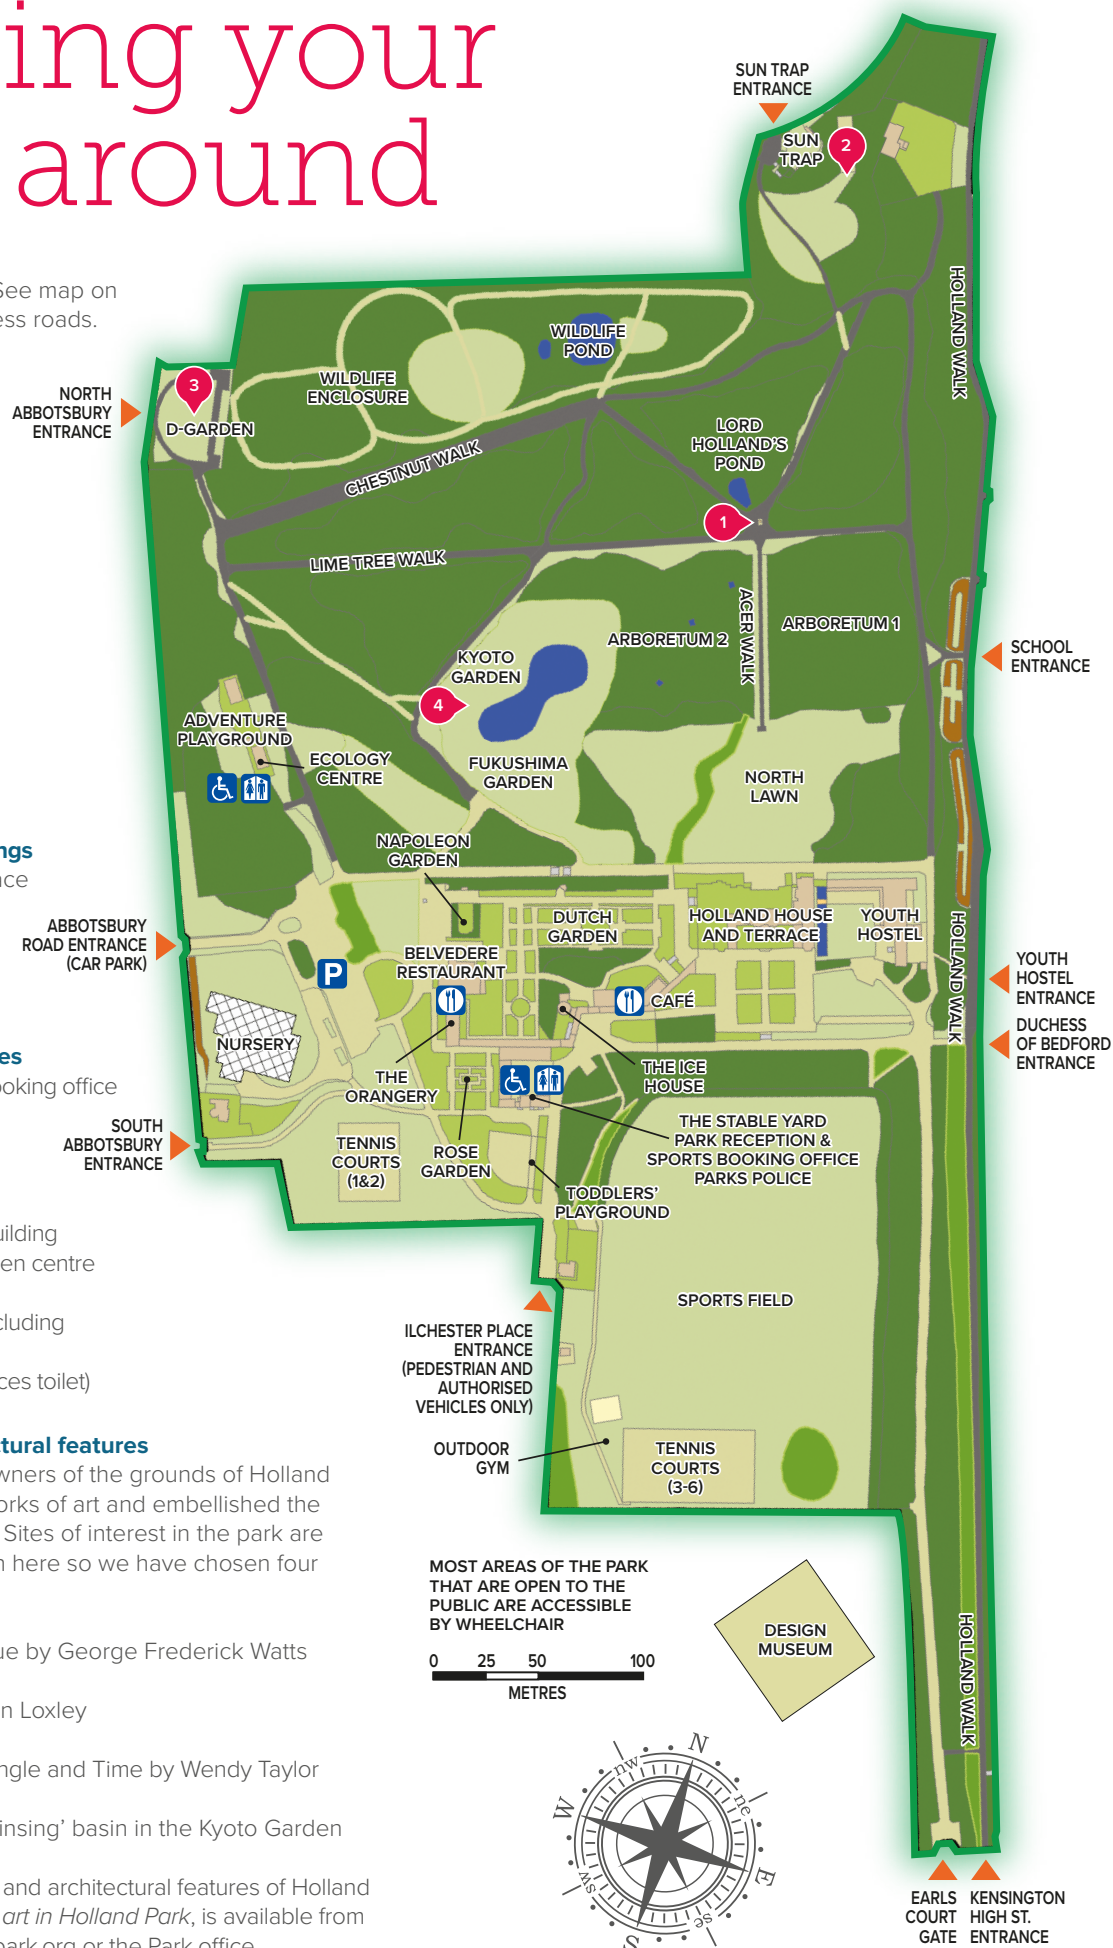 ing your
around
See map on
ess roads.
SUN TRAP
ENTRANCE
SUN
TRAP
2
HOLLAND WALK
WILDLIFE
POND
WILDLIFE
ENCLOSURE
3
D-GARDEN
NORTH
ABBOTSBURY
ENTRANCE
CHESTNUT WALK
LORD
HOLLAND'S
POND
1
LIME TREE WALK
ACER WALK
ARBORETUM 1
ARBORETUM 2
SCHOOL
ENTRANCE
KYOTO
GARDEN
4
ADVENTURE
PLAYGROUND
ECOLOGY
CENTRE
FUKUSHIMA
GARDEN
NORTH
LAWN
NAPOLEON
GARDEN
ngs
nce
ABBOTSBURY
ROAD ENTRANCE
(CAR PARK)
DUTCH
GARDEN
HOLLAND HOUSE
AND TERRACE
YOUTH
HOSTEL
HOLLAND WALK
BELVEDERE
RESTAURANT
P
CAFÉ
YOUTH
HOSTEL
ENTRANCE
DUCHESS
OF BEDFORD
ENTRANCE
NURSERY
es
ooking office
THE
ORANGERY
THE ICE
HOUSE
SOUTH
ABBOTSBURY
ENTRANCE
TENNIS
COURTS
(1&2)
ROSE
GARDEN
THE STABLE YARD
PARK RECEPTION &
SPORTS BOOKING OFFICE
PARKS POLICE
TODDLERS'
PLAYGROUND
uilding
en centre
cluding
ces toilet)
SPORTS FIELD
ILCHESTER PLACE
ENTRANCE
(PEDESTRIAN AND
AUTHORISED
VEHICLES ONLY)
OUTDOOR
GYM
TENNIS
COURTS
(3-6)
ctural features
wners of the grounds of Holland
orks of art and embellished the
Sites of interest in the park are
n here so we have chosen four
ue by George Frederick Watts
n Loxley
ngle and Time by Wendy Taylor
insing' basin in the Kyoto Garden
and architectural features of Holland
art in Holland Park, is available from
park.org or the Park office
MOST AREAS OF THE PARK
THAT ARE OPEN TO THE
PUBLIC ARE ACCESSIBLE
BY WHEELCHAIR
0 25 50 100
METRES
DESIGN
MUSEUM
HOLLAND WALK
N
nw
ne
W
E
sw
se
S
EARLS
COURT
GATE
KENSINGTON
HIGH ST.
ENTRANCE